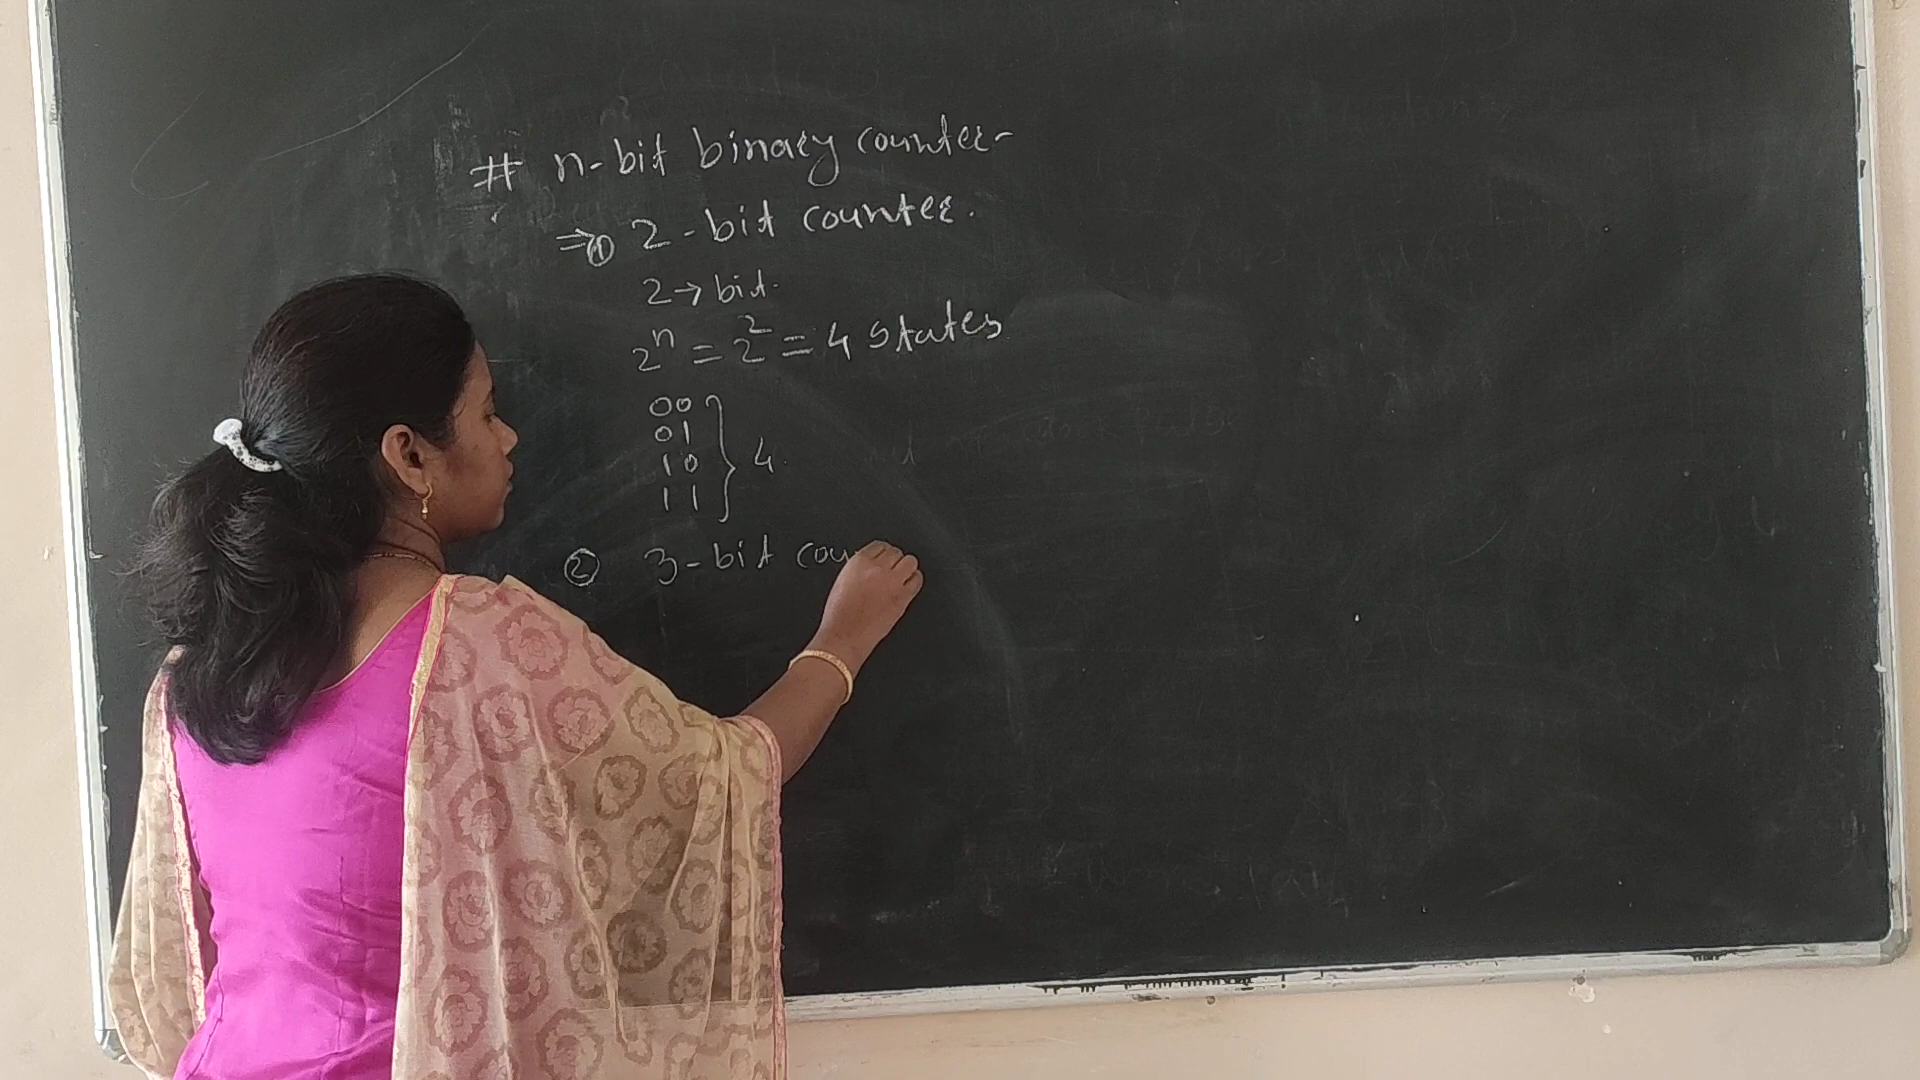 # n-bit binary counter-
⇒① 2-bit counter.
2→ bit.
2ⁿ = 2² = 4 states
00
01
10
11
} 4.
② 3-bit cou